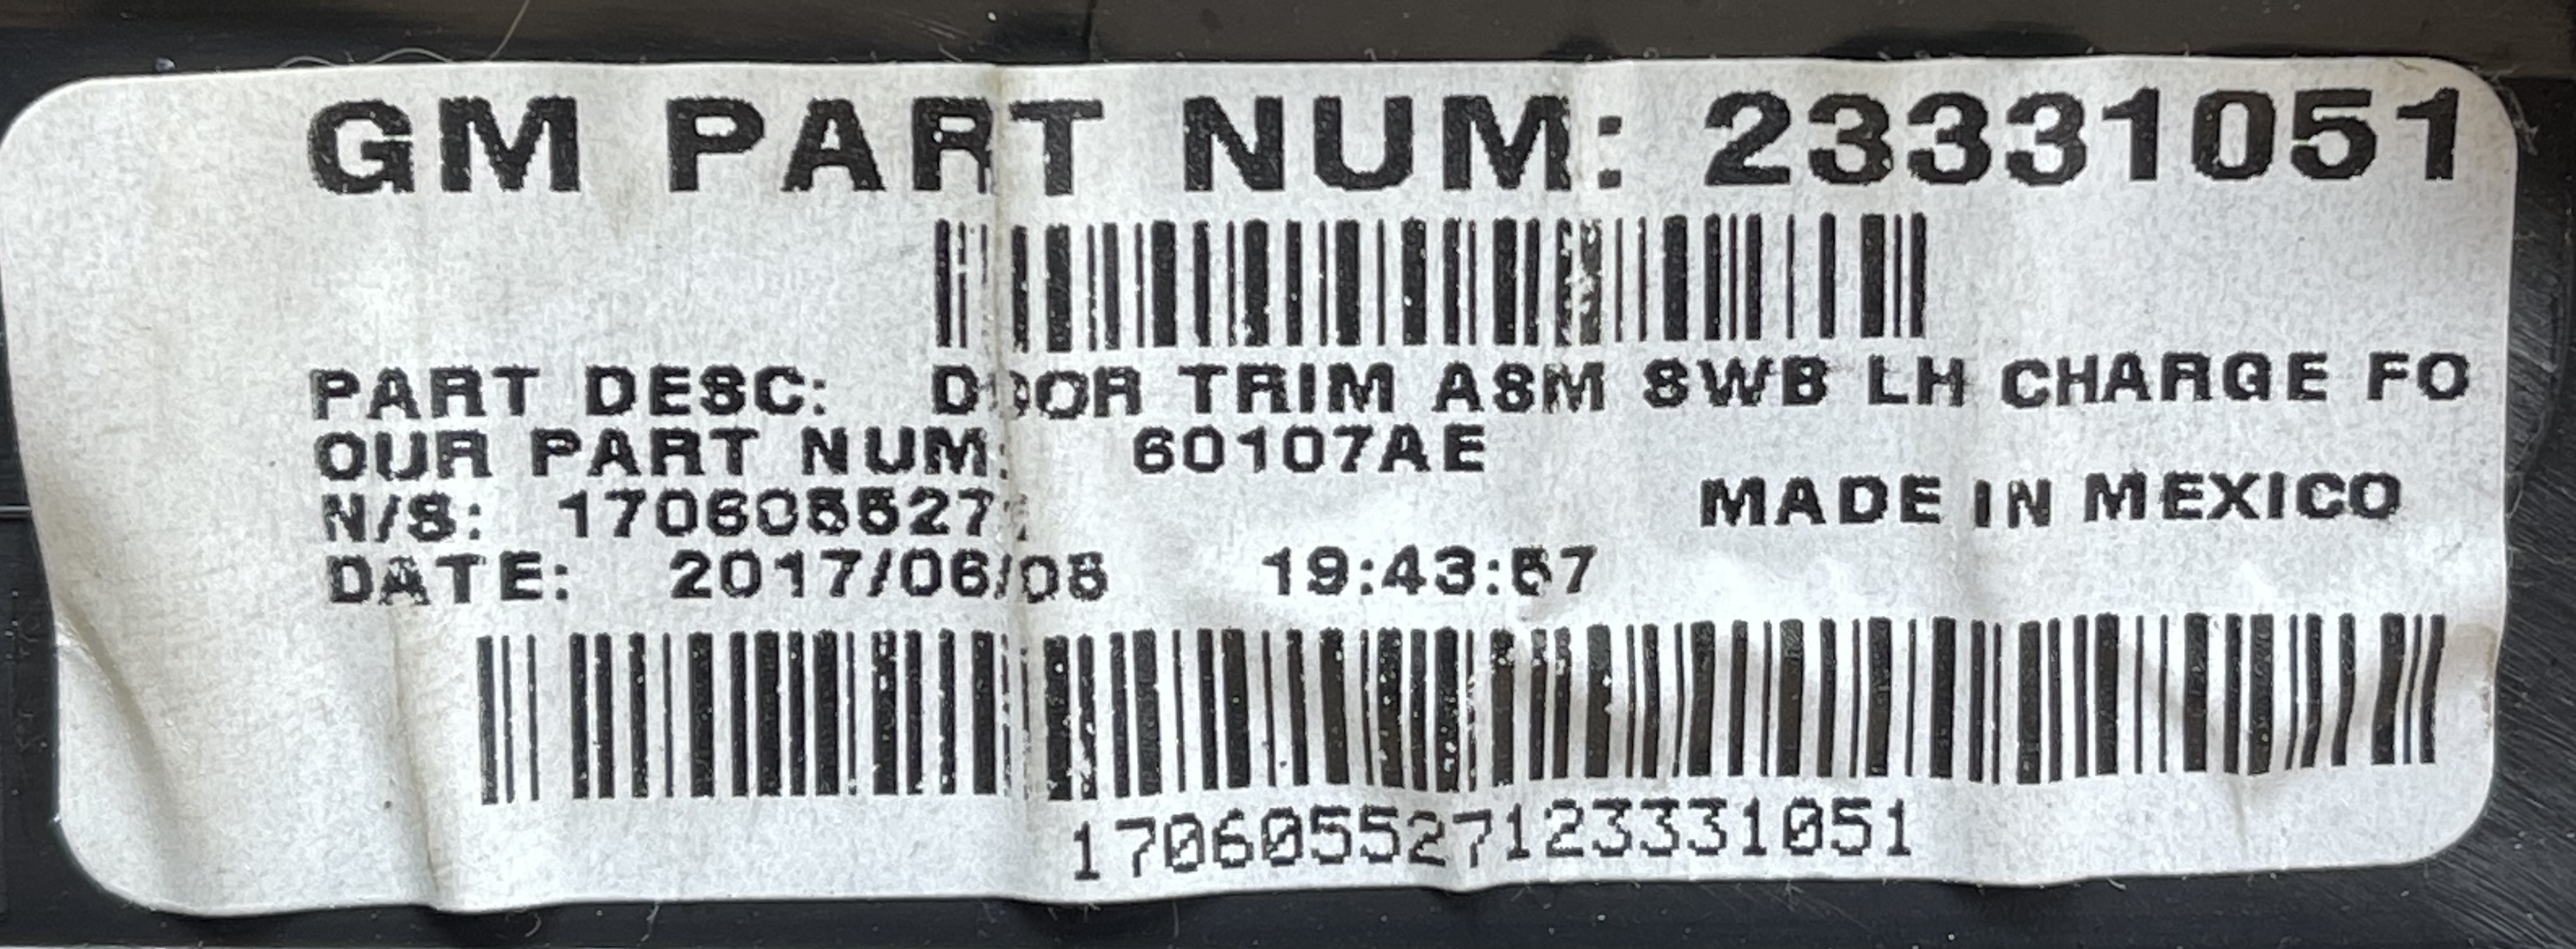 GM PART NUM: 23331051
PART DESC: DOOR TRIM ASM SWB LH CHARGE FO
OUR PART NUM: 60107AE
N/S: 1706055271
MADE IN MEXICO
DATE: 2017/06/05 19:43:57
170605527123331051